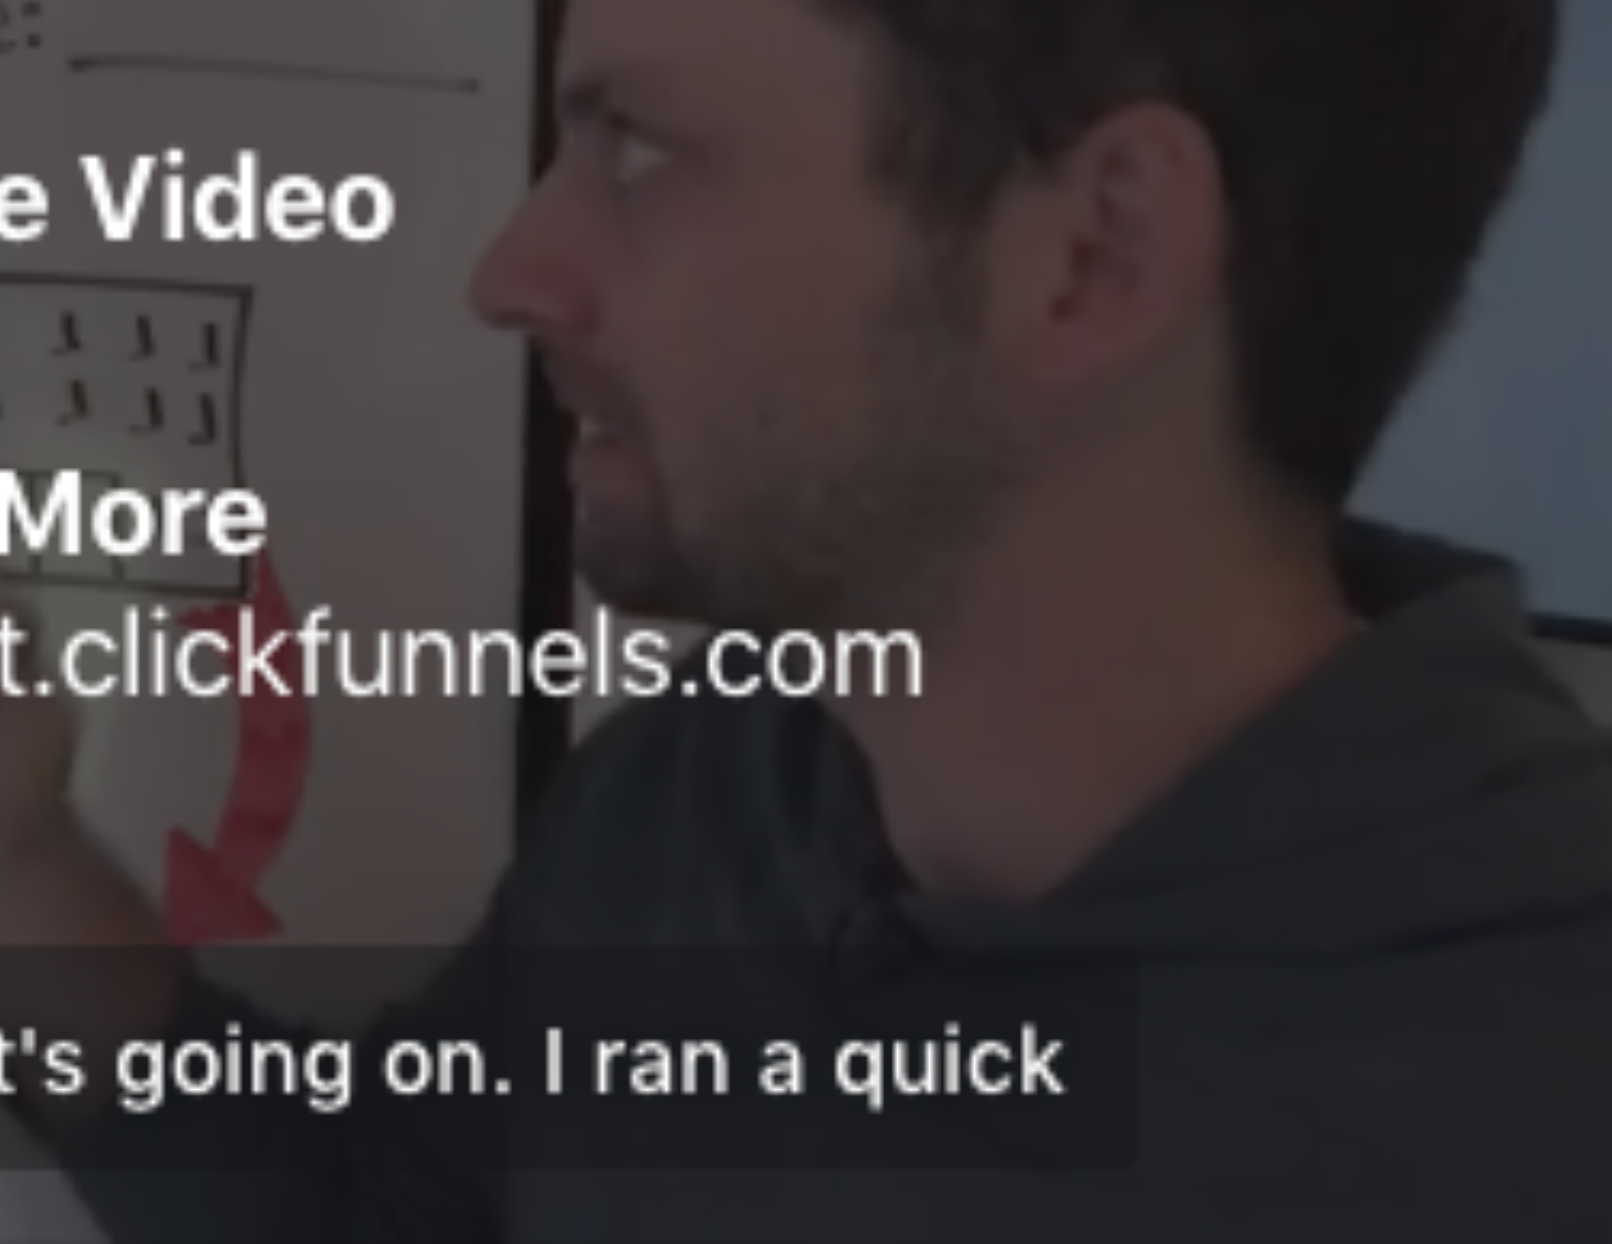 e:
e Video
More
t.clickfunnels.com
t's going on. I ran a quick